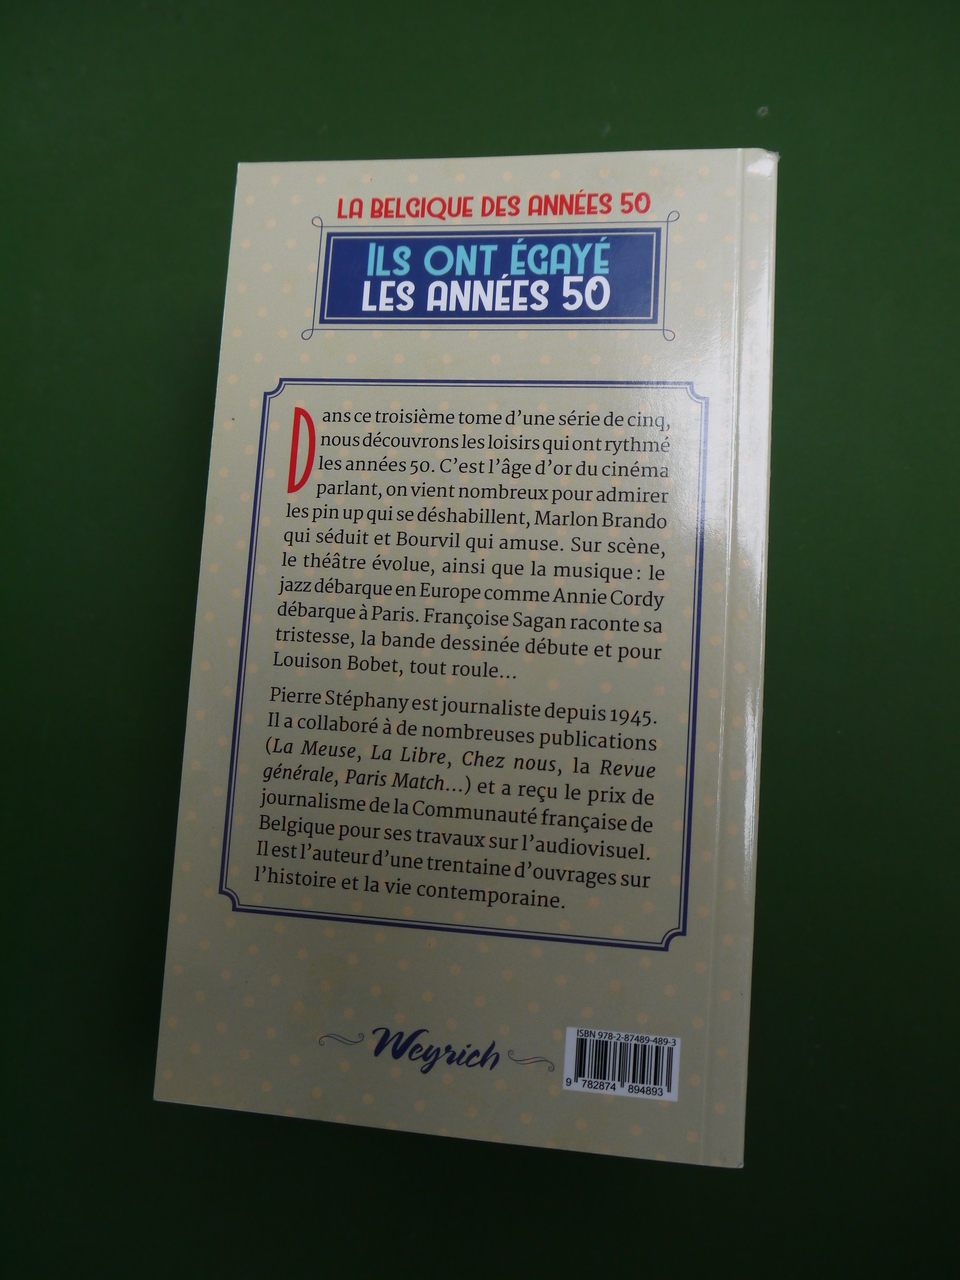 LA BELGIQUE DES ANNÉES 50
ILS ONT ÉGAYÉ
LES ANNÉES 50
Dans ce troisième tome d'une série de cinq,
nous découvrons les loisirs qui ont rythmé
les années 50. C'est l'âge d'or du cinéma
parlant, on vient nombreux pour admirer
les pin up qui se déshabillent, Marlon Brando
qui séduit et Bourvil qui amuse. Sur scène,
le théâtre évolue, ainsi que la musique : le
jazz débarque en Europe comme Annie Cordy
débarque à Paris. Françoise Sagan raconte sa
tristesse, la bande dessinée débute et pour
Louison Bobet, tout roule...
Pierre Stéphany est journaliste depuis 1945.
Il a collaboré à de nombreuses publications
(La Meuse, La Libre, Chez nous, la Revue
générale, Paris Match...) et a reçu le prix de
journalisme de la Communauté française de
Belgique pour ses travaux sur l'audiovisuel.
Il est l'auteur d'une trentaine d'ouvrages sur
l'histoire et la vie contemporaine.
Weyrich
ISBN 978-2-87489-489-3
9 782874 894893